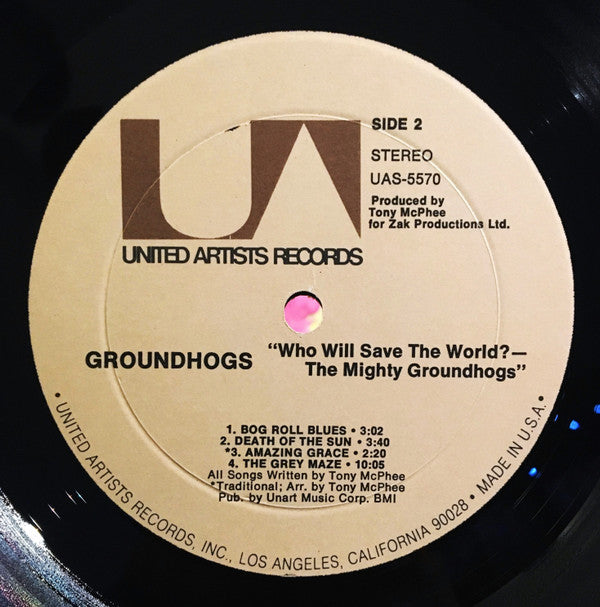 UA
SIDE 2
STEREO
UAS-5570
Produced by
Tony McPhee
for Zak Productions Ltd.
UNITED ARTISTS RECORDS
GROUNDHOGS
"Who Will Save The World?—
The Mighty Groundhogs"
1. BOG ROLL BLUES • 3:02
2. DEATH OF THE SUN • 3:40
*3. AMAZING GRACE • 2:20
4. THE GREY MAZE • 10:05
All Songs Written by Tony McPhee
*Traditional; Arr. by Tony McPhee
Pub. by Unart Music Corp. BMI
• UNITED ARTISTS RECORDS, INC., LOS ANGELES, CALIFORNIA 90028 • MADE IN U.S.A. •